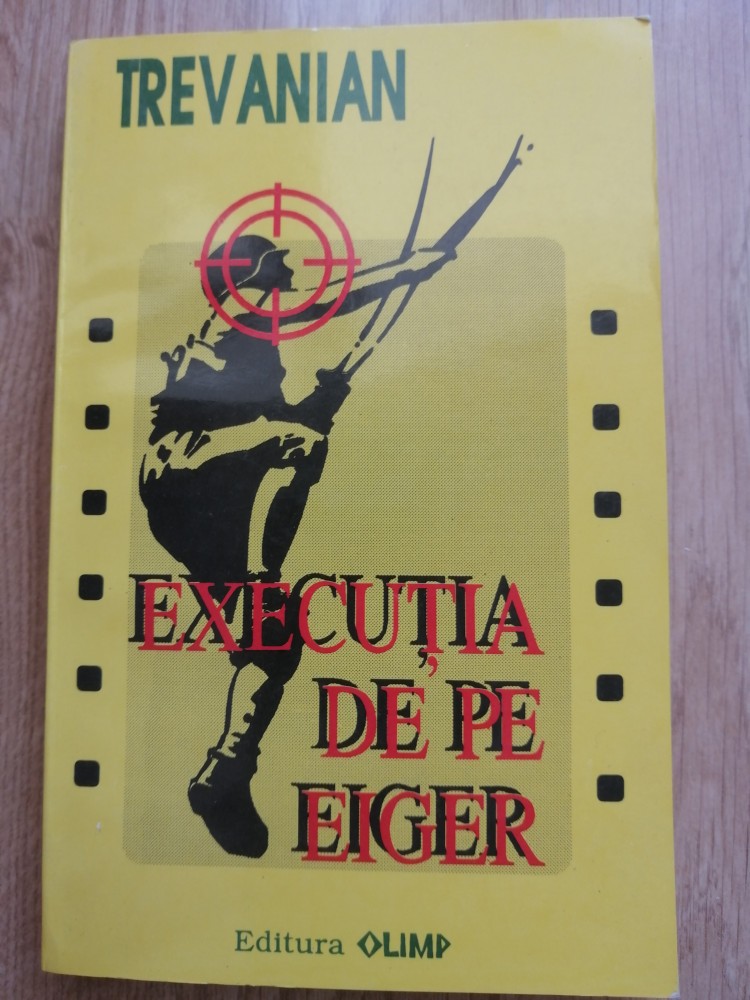 TREVANIAN
EXECUȚIA
DE PE
EIGER
Editura OLIMP